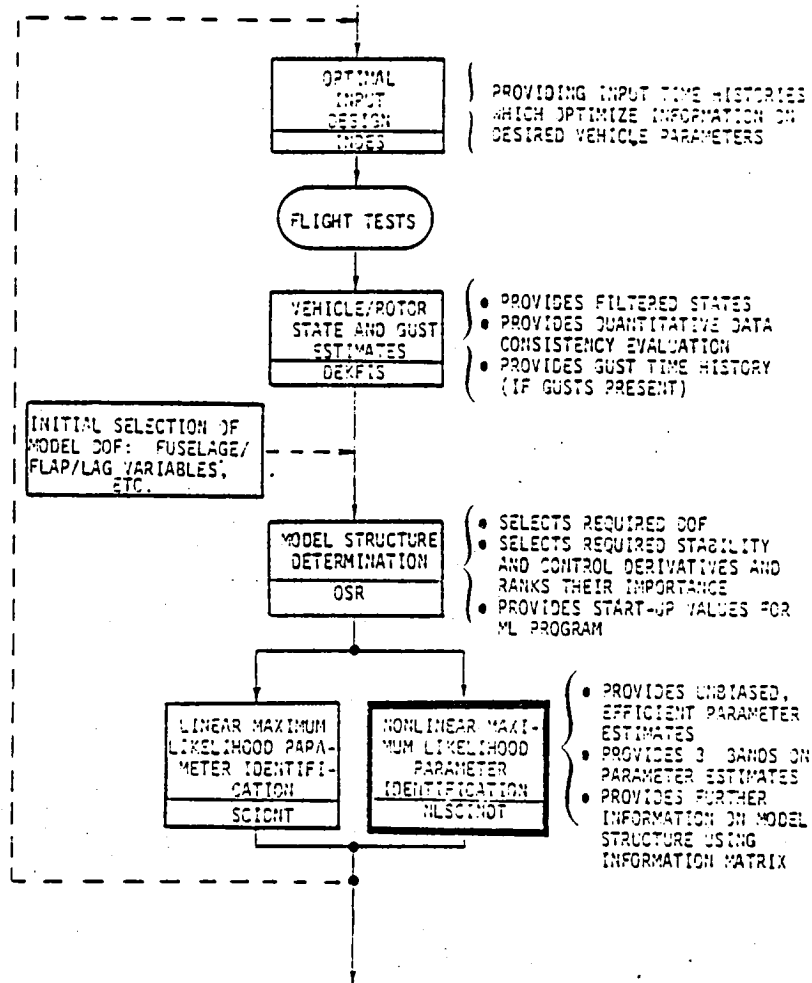 OPTIMAL
INPUT
DESIGN
INDES
PROVIDING INPUT TIME HISTORIES
WHICH OPTIMIZE INFORMATION ON
DESIRED VEHICLE PARAMETERS
FLIGHT TESTS
VEHICLE/ROTOR
STATE AND GUST
ESTIMATES
DEKFIS
• PROVIDES FILTERED STATES
• PROVIDES QUANTITATIVE DATA
CONSISTENCY EVALUATION
• PROVIDES GUST TIME HISTORY
(IF GUSTS PRESENT)
INITIAL SELECTION OF
MODEL DOF: FUSELAGE/
FLAP/LAG VARIABLES,
ETC.
MODEL STRUCTURE
DETERMINATION
OSR
• SELECTS REQUIRED DOF
• SELECTS REQUIRED STABILITY
AND CONTROL DERIVATIVES AND
RANKS THEIR IMPORTANCE
• PROVIDES START-UP VALUES FOR
ML PROGRAM
LINEAR MAXIMUM
LIKELIHOOD PARA-
METER IDENTIFI-
CATION
SCIDNT
NONLINEAR MAXI-
MUM LIKELIHOOD
PARAMETER
IDENTIFICATION
NLSCINDT
• PROVIDES UNBIASED,
EFFICIENT PARAMETER
ESTIMATES
• PROVIDES 3 BANDS ON
PARAMETER ESTIMATES
• PROVIDES FURTHER
INFORMATION ON MODEL
STRUCTURE USING
INFORMATION MATRIX